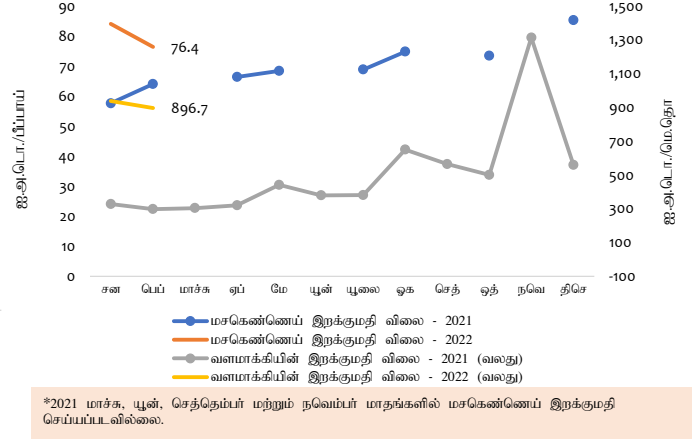 90
80
70
60
50
40
30
20
10
0
ஐ.அ.டொ./பீப்பாய்
76.4
896.7
1,500
1,300
1,100
900
700
500
300
100
-100
ஐ.அ.டொ./மெ.தொ
சன பெப் மாச்சு ஏப் மே யூன் யூலை ஓக செத் ஒத் நவெ திசெ
மசகெண்ணெய் இறக்குமதி விலை - 2021
மசகெண்ணெய் இறக்குமதி விலை - 2022
வளமாக்கியின் இறக்குமதி விலை - 2021 (வலது)
வளமாக்கியின் இறக்குமதி விலை - 2022 (வலது)
*2021 மாச்சு, யூன், செத்தெம்பர் மற்றும் நவெம்பர் மாதங்களில் மசகெண்ணெய் இறக்குமதி
செய்யப்படவில்லை.